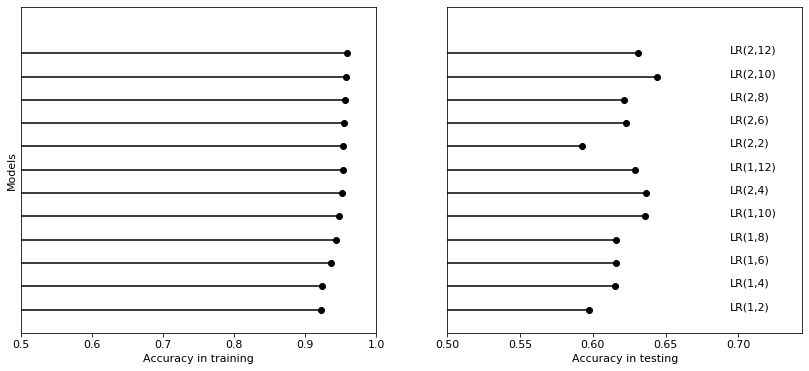 Models
0.5 0.6 0.7 0.8 0.9 1.0
Accuracy in training
LR(2,12)
LR(2,10)
LR(2,8)
LR(2,6)
LR(2,2)
LR(1,12)
LR(2,4)
LR(1,10)
LR(1,8)
LR(1,6)
LR(1,4)
LR(1,2)
0.50 0.55 0.60 0.65 0.70
Accuracy in testing